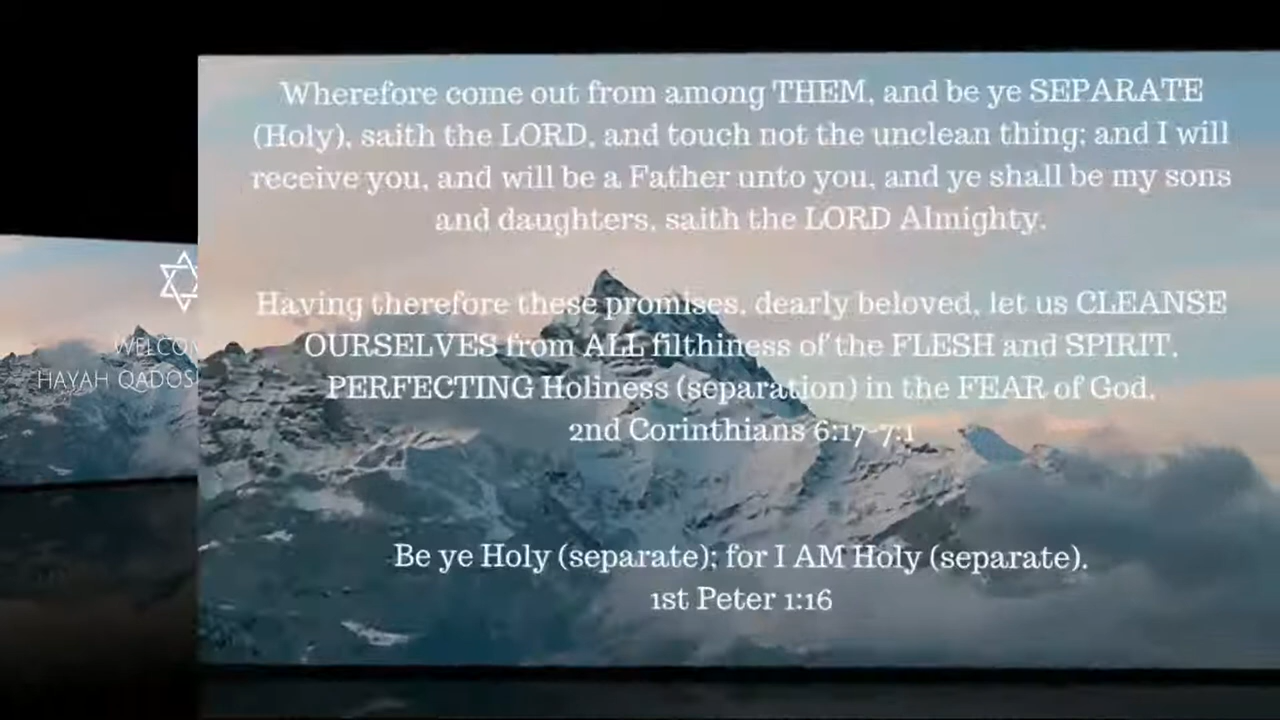 Wherefore come out from among THEM, and be ye SEPARATE
(Holy), saith the LORD, and touch not the unclean thing; and I will
receive you, and will be a Father unto you, and ye shall be my sons
and daughters, saith the LORD Almighty.
Having therefore these promises, dearly beloved, let us CLEANSE
OURSELVES from ALL filthiness of the FLESH and SPIRIT,
PERFECTING Holiness (separation) in the FEAR of God.
2nd Corinthians 6:17-7:1
Be ye Holy (separate); for I AM Holy (separate).
1st Peter 1:16
HAYAH